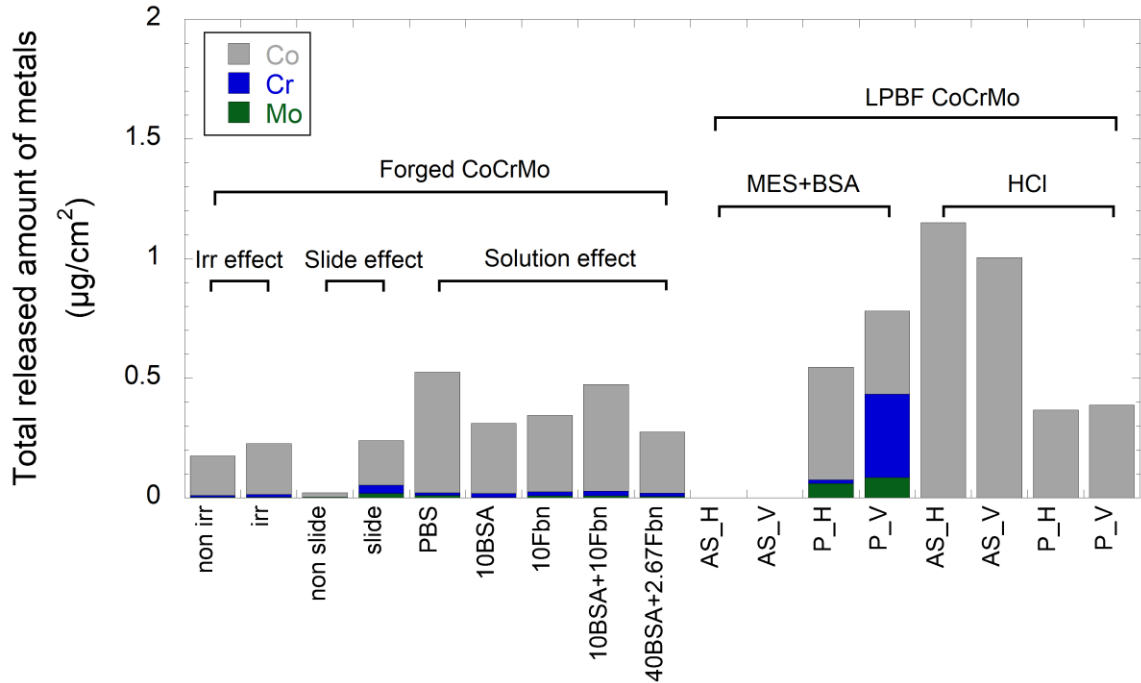 Total released amount of metals
(µg/cm²)
2
1.5
1
0.5
0
Co
Cr
Mo
LPBF CoCrMo
Forged CoCrMo
MES+BSA
HCl
Irr effect
Slide effect
Solution effect
non irr
irr
non slide
slide
PBS
10BSA
10Fbn
10BSA+10Fbn
40BSA+2.67Fbn
AS_H
AS_V
P_H
P_V
AS_H
AS_V
P_H
P_V